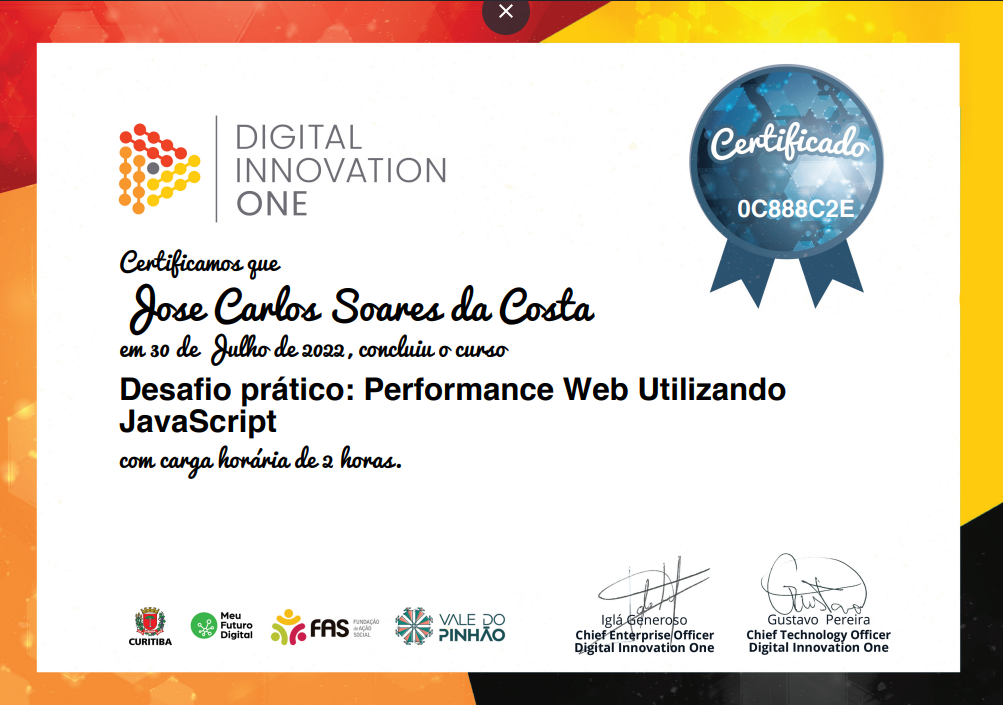 DIGITAL
INNOVATION
ONE
Certificado
0C888C2E
Certificamos que
Jose Carlos Soares da Costa
em 30 de Julho de 2022, concluiu o curso
Desafio prático: Performance Web Utilizando
JavaScript
com carga horária de 2 horas.
CURITIBA
Meu
Futuro
Digital
FAS
FUNDAÇÃO
de AÇÃO
SOCIAL
VALE DO
PINHÃO
Iglá Generoso
Chief Enterprise Officer
Digital Innovation One
Gustavo
Gustavo Pereira
Chief Technology Officer
Digital Innovation One